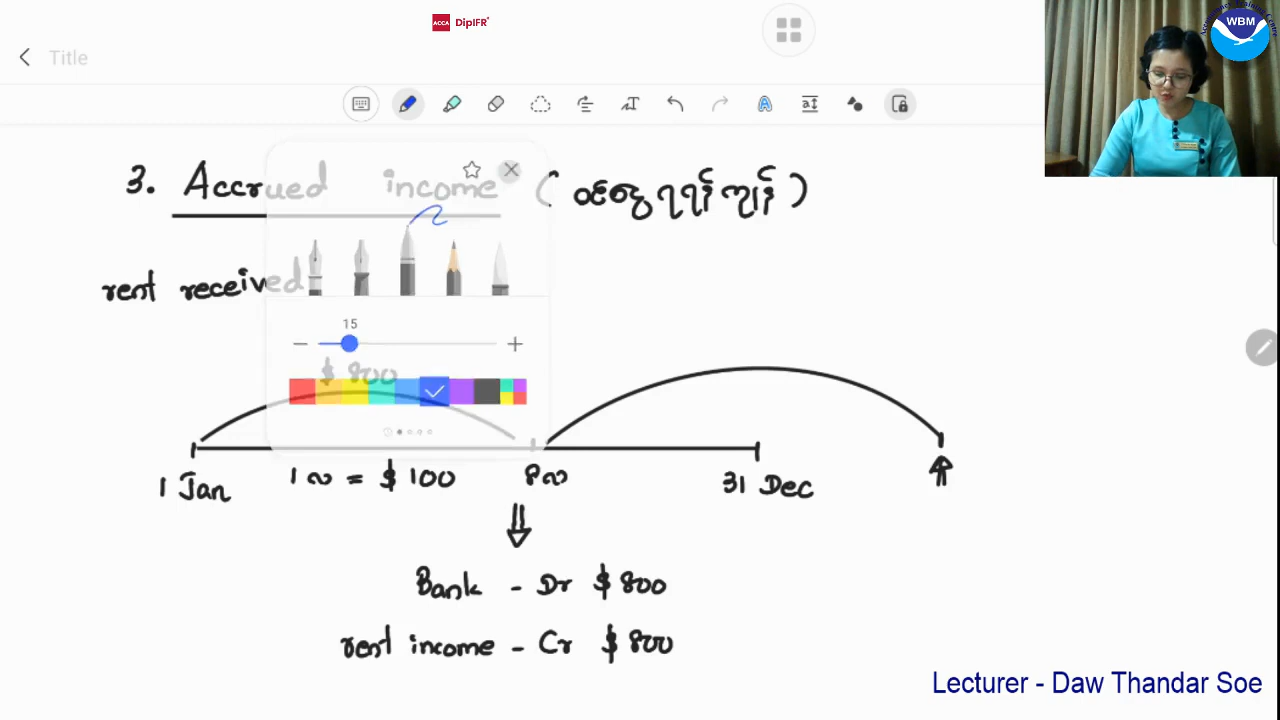 ACCA DipIFR
WBM
Title
3. Accrued income (ဝင်ငွေရရန်ကျန်)
rent received
15
$ 800
1 Jan
1 လ = $ 100
8လ
31 Dec
Bank - Dr $ 800
rent income - Cr $ 800
Lecturer - Daw Thandar Soe